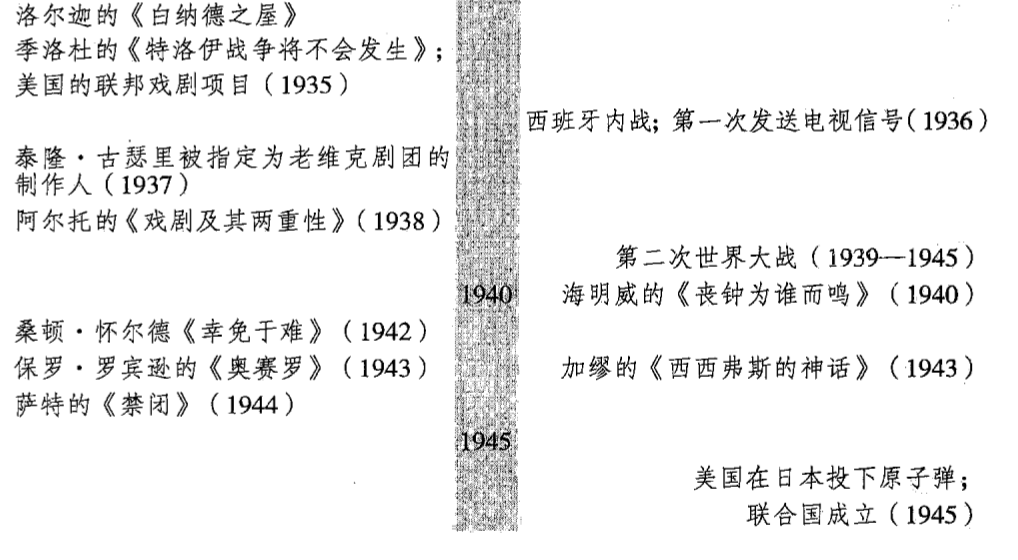 洛尔迦的《白纳德之屋》
季洛杜的《特洛伊战争将不会发生》；
美国的联邦戏剧项目（1935）
西班牙内战；第一次发送电视信号（1936）
泰隆·古瑟里被指定为老维克剧团的
制作人（1937）
阿尔托的《戏剧及其两重性》（1938）
第二次世界大战（1939—1945）
1940
海明威的《丧钟为谁而鸣》（1940）
桑顿·怀尔德《幸免于难》（1942）
保罗·罗宾逊的《奥赛罗》（1943）
加缪的《西西弗斯的神话》（1943）
萨特的《禁闭》（1944）
1945
美国在日本投下原子弹；
联合国成立（1945）